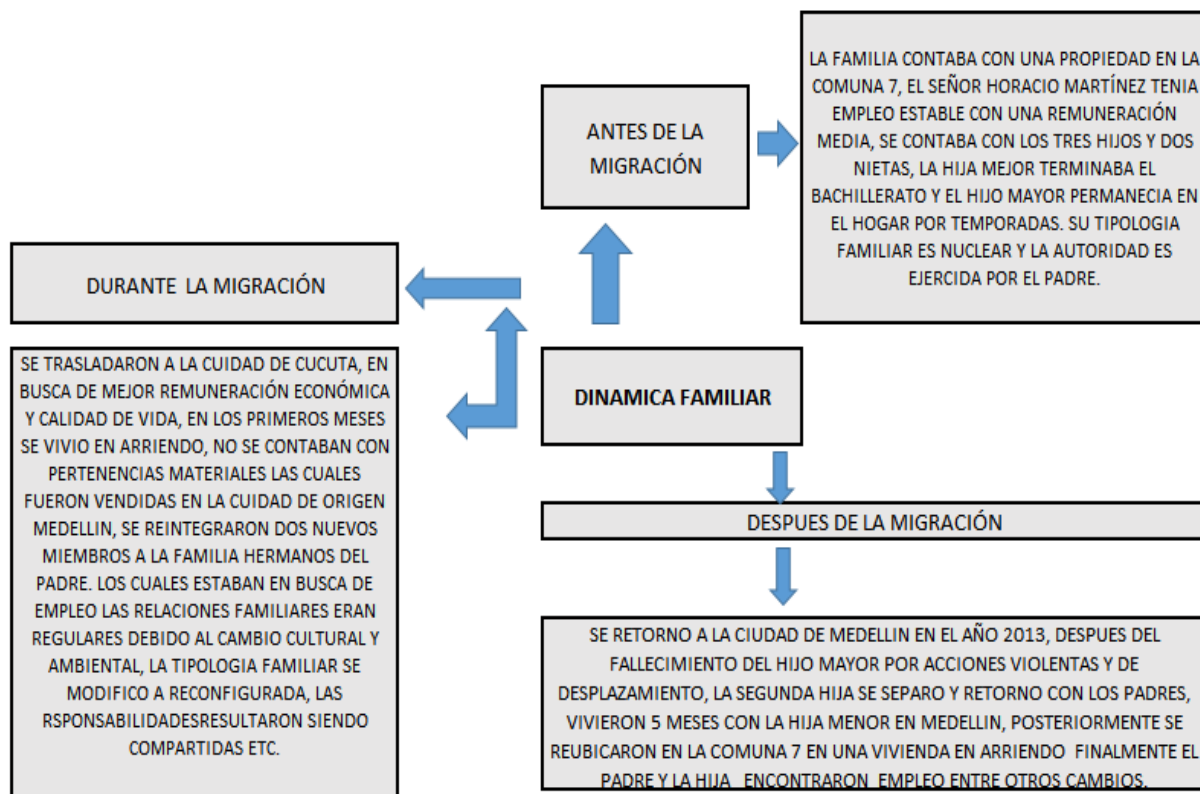 ANTES DE LA
MIGRACIÓN
LA FAMILIA CONTABA CON UNA PROPIEDAD EN LA
COMUNA 7, EL SEÑOR HORACIO MARTÍNEZ TENIA
EMPLEO ESTABLE CON UNA REMUNERACIÓN
MEDIA, SE CONTABA CON LOS TRES HIJOS Y DOS
NIETAS, LA HIJA MEJOR TERMINABA EL
BACHILLERATO Y EL HIJO MAYOR PERMANECIA EN
EL HOGAR POR TEMPORADAS. SU TIPOLOGIA
FAMILIAR ES NUCLEAR Y LA AUTORIDAD ES
EJERCIDA POR EL PADRE.
DURANTE LA MIGRACIÓN
SE TRASLADARON A LA CUIDAD DE CUCUTA, EN
BUSCA DE MEJOR REMUNERACIÓN ECONÓMICA
Y CALIDAD DE VIDA, EN LOS PRIMEROS MESES
SE VIVIO EN ARRIENDO, NO SE CONTABAN CON
PERTENENCIAS MATERIALES LAS CUALES
FUERON VENDIDAS EN LA CUIDAD DE ORIGEN
MEDELLIN, SE REINTEGRARON DOS NUEVOS
MIEMBROS A LA FAMILIA HERMANOS DEL
PADRE. LOS CUALES ESTABAN EN BUSCA DE
EMPLEO LAS RELACIONES FAMILIARES ERAN
REGULARES DEBIDO AL CAMBIO CULTURAL Y
AMBIENTAL, LA TIPOLOGIA FAMILIAR SE
MODIFICO A RECONFIGURADA, LAS
RSPONSABILIDADESRESULTARON SIENDO
COMPARTIDAS ETC.
DINAMICA FAMILIAR
DESPUES DE LA MIGRACIÓN
SE RETORNO A LA CIUDAD DE MEDELLIN EN EL AÑO 2013, DESPUES DEL
FALLECIMIENTO DEL HIJO MAYOR POR ACCIONES VIOLENTAS Y DE
DESPLAZAMIENTO, LA SEGUNDA HIJA SE SEPARO Y RETORNO CON LOS PADRES,
VIVIERON 5 MESES CON LA HIJA MENOR EN MEDELLIN, POSTERIORMENTE SE
REUBICARON EN LA COMUNA 7 EN UNA VIVIENDA EN ARRIENDO FINALMENTE EL
PADRE Y LA HIJA ENCONTRARON EMPLEO ENTRE OTROS CAMBIOS.